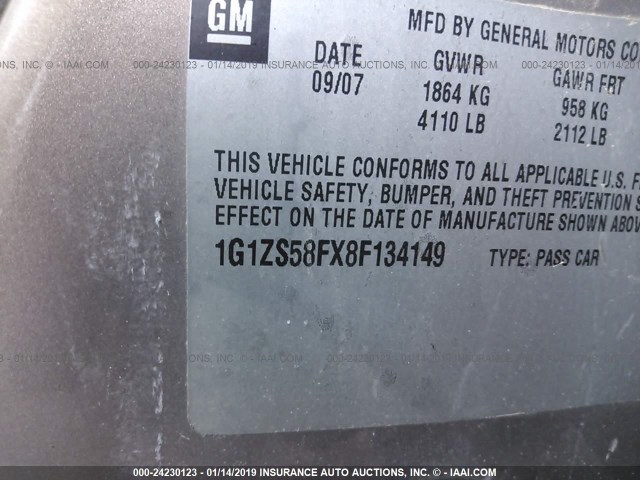 GM
MFD BY GENERAL MOTORS CO
DATE GVWR GAWR FRT
09/07 1864 KG 958 KG
4110 LB 2112 LB
THIS VEHICLE CONFORMS TO ALL APPLICABLE U.S. F
VEHICLE SAFETY, BUMPER, AND THEFT PREVENTION S
EFFECT ON THE DATE OF MANUFACTURE SHOWN ABOV
1G1ZS58FX8F134149 TYPE: PASS CAR
000-24230123 - 01/14/2019 INSURANCE AUTO AUCTIONS INC. - © IAAI.COM